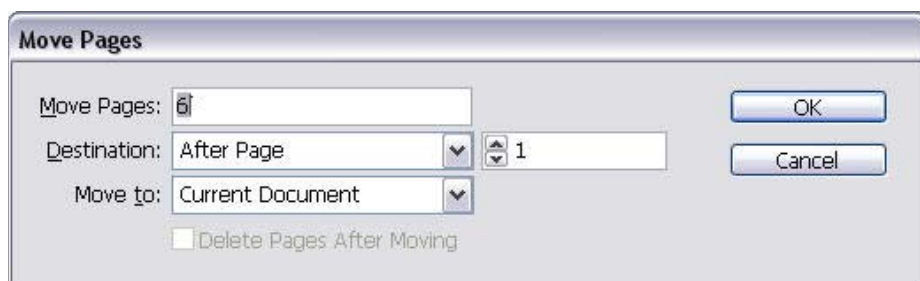 Move Pages
Move Pages: 6
OK
Destination: After Page 1
Cancel
Move to: Current Document
Delete Pages After Moving